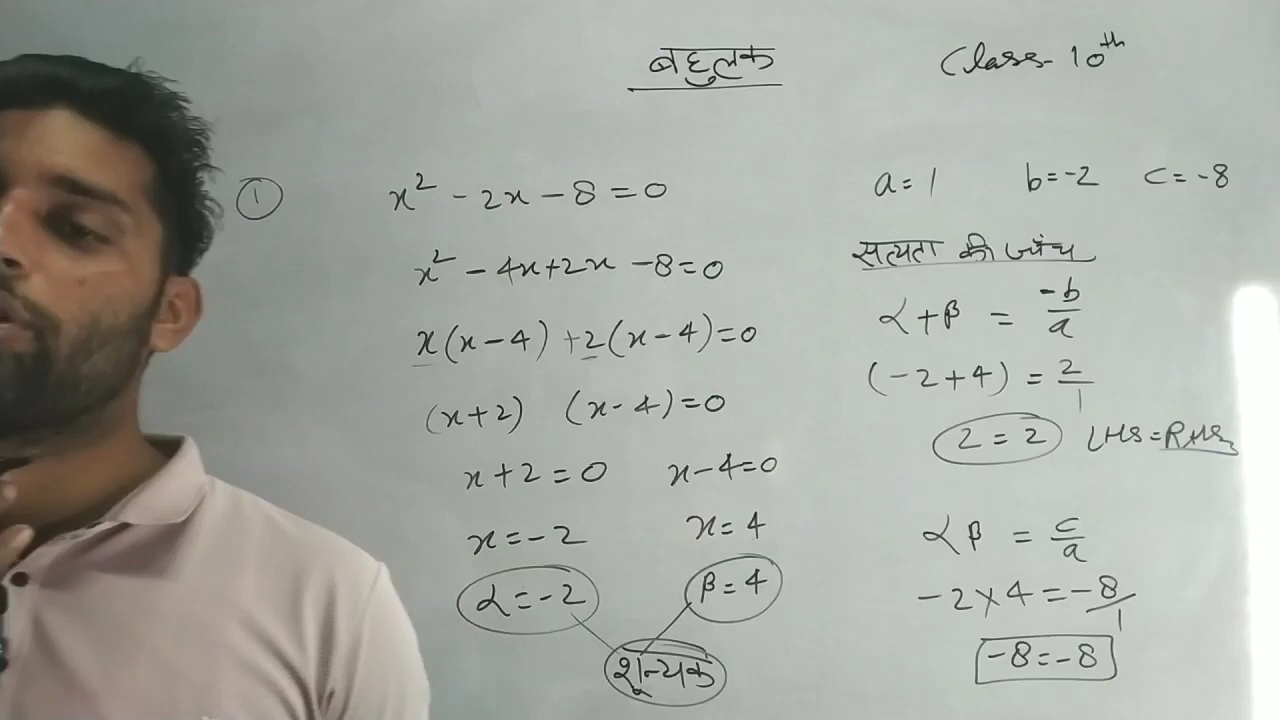 बहुलक
Class- 10th
①
x² - 2x - 8 = 0
x² - 4x + 2x - 8 = 0
x(x - 4) + 2(x - 4) = 0
(x + 2) (x - 4) = 0
x + 2 = 0 x - 4 = 0
x = -2 x = 4
α = -2 β = 4
शून्यक
a = 1 b = -2 c = -8
सत्यता की जांच
α + β = -b/a
(-2 + 4) = 2/1
2 = 2 LHS = RHS
αβ = c/a
-2 × 4 = -8/1
-8 = -8